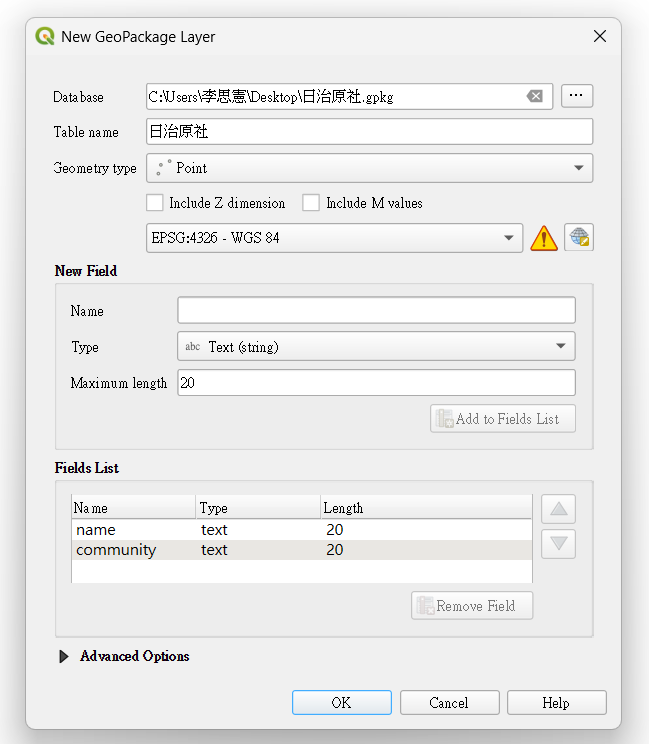 New GeoPackage Layer
Database C:\Users\李思憲\Desktop\日治原社.gpkg ...
Table name 日治原社
Geometry type Point
Include Z dimension Include M values
EPSG:4326 - WGS 84
New Field
Name
Type abc Text (string)
Maximum length 20
Add to Fields List
Fields List
Name Type Length
name text 20
community text 20
Remove Field
Advanced Options
OK Cancel Help